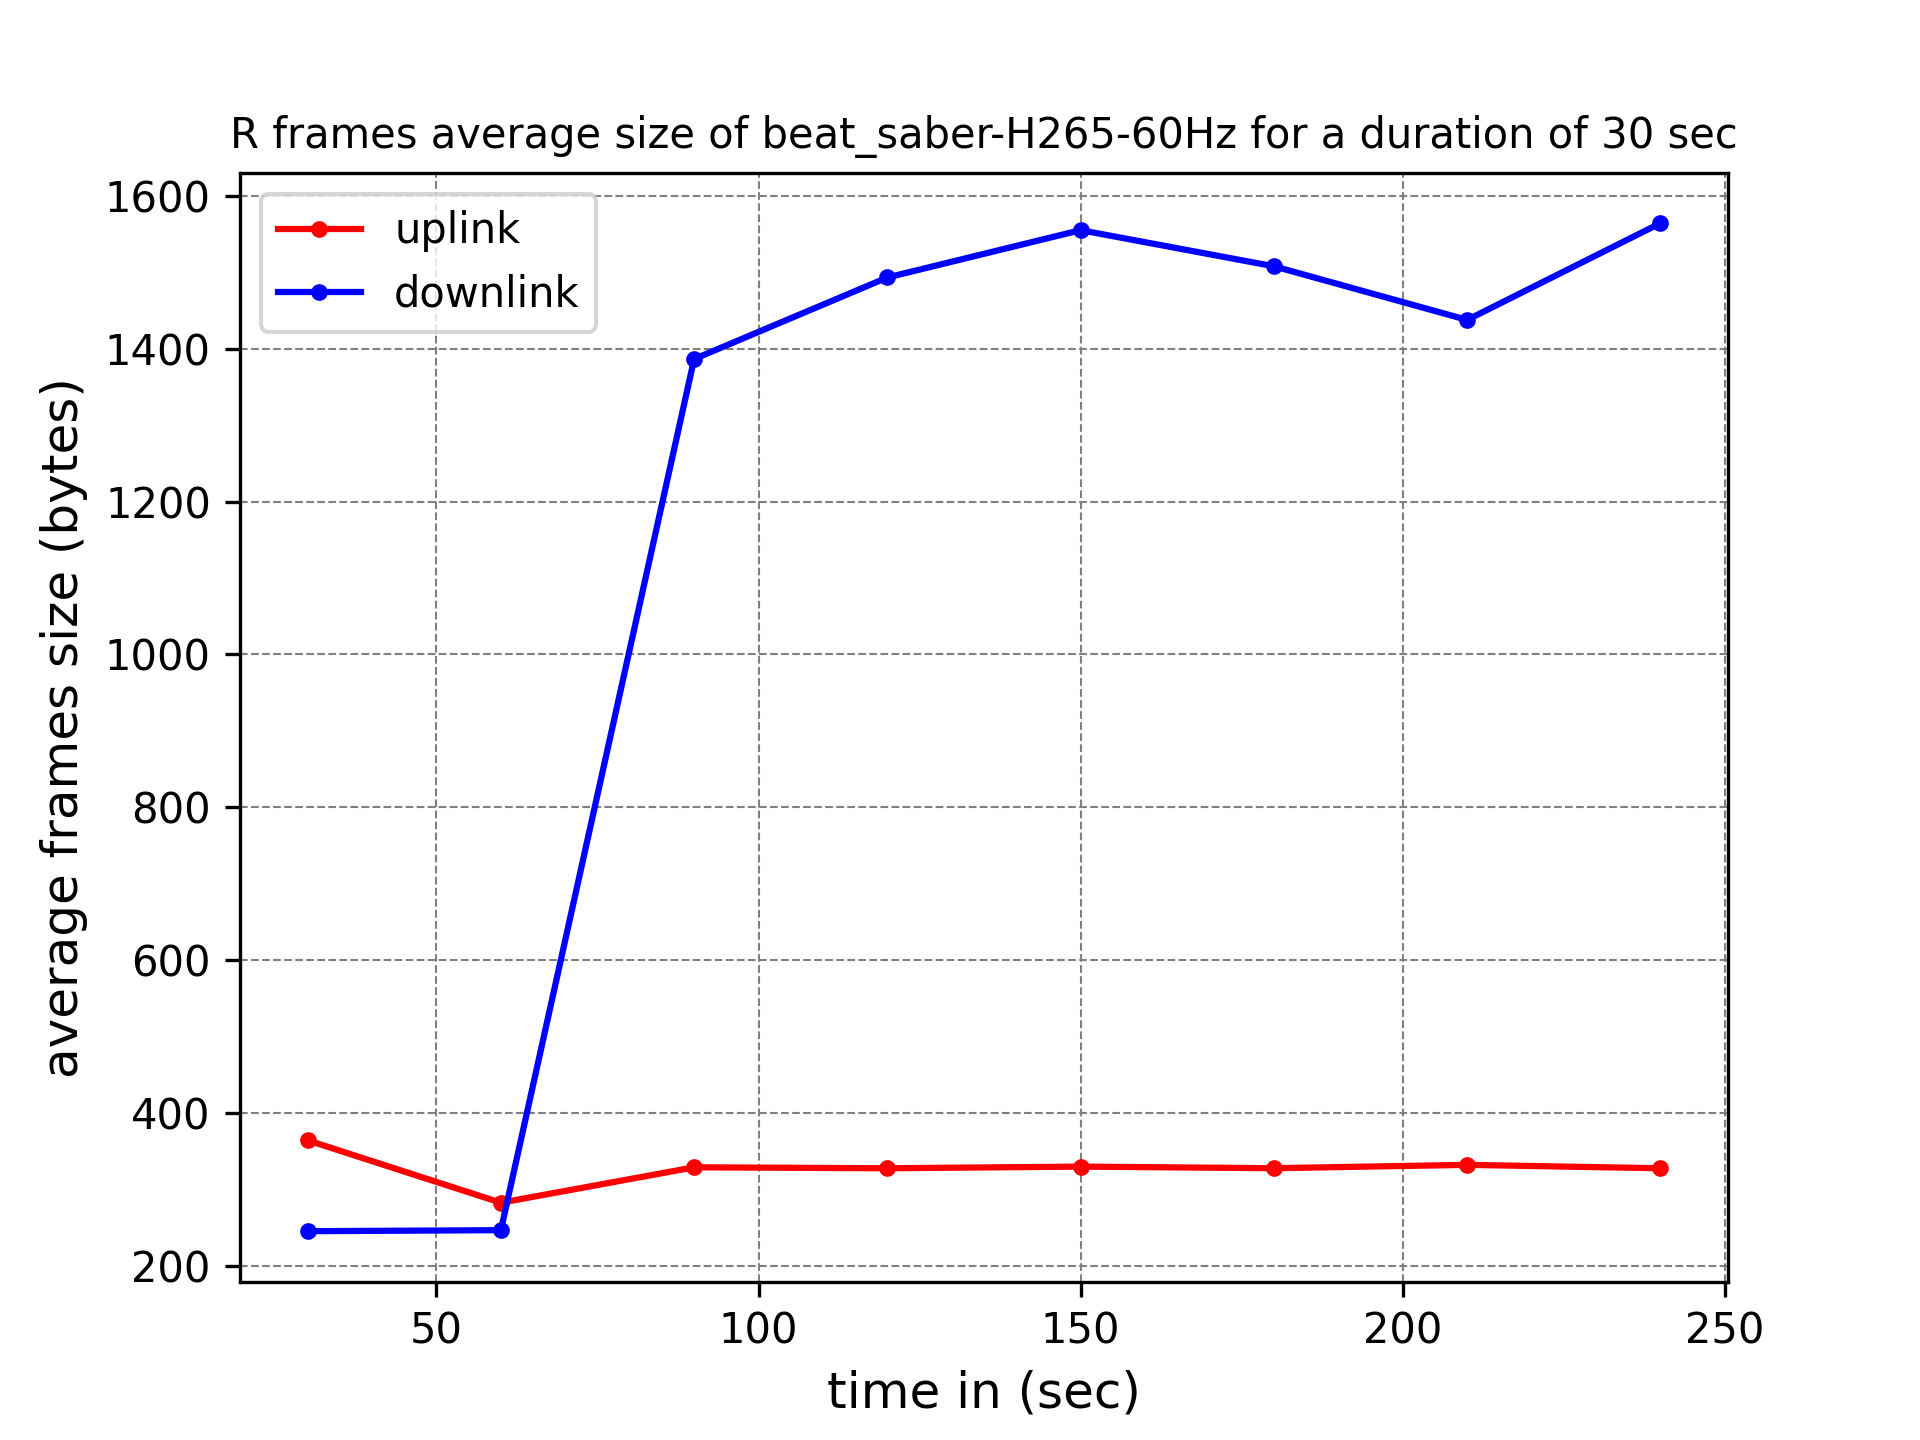 R frames average size of beat_saber-H265-60Hz for a duration of 30 sec
uplink
downlink
average frames size (bytes)
1600
1400
1200
1000
800
600
400
200
50 100 150 200 250
time in (sec)